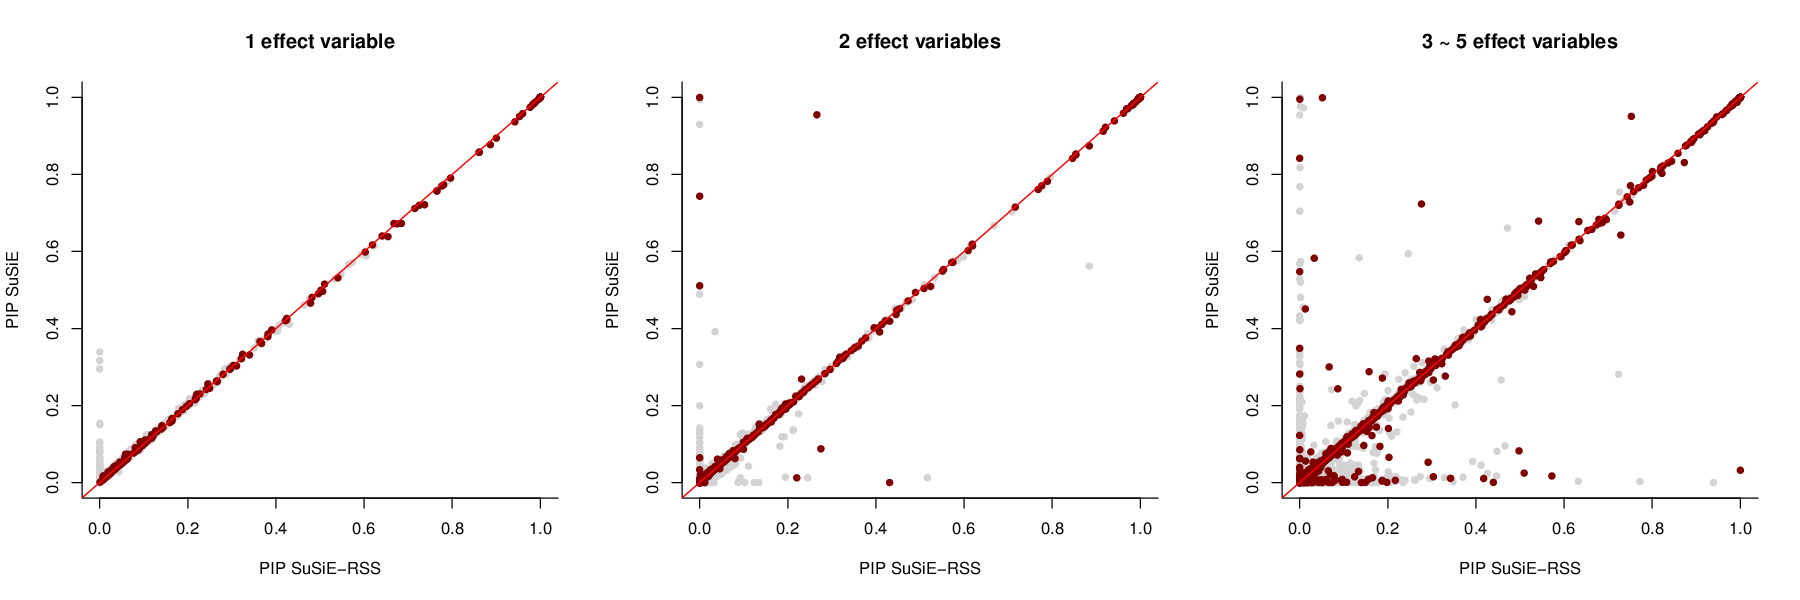 1 effect variable
PIP SuSiE
1.0
0.8
0.6
0.4
0.2
0.0
0.0 0.2 0.4 0.6 0.8 1.0
PIP SuSiE−RSS
2 effect variables
PIP SuSiE
1.0
0.8
0.6
0.4
0.2
0.0
0.0 0.2 0.4 0.6 0.8 1.0
PIP SuSiE−RSS
3 ~ 5 effect variables
PIP SuSiE
1.0
0.8
0.6
0.4
0.2
0.0
0.0 0.2 0.4 0.6 0.8 1.0
PIP SuSiE−RSS